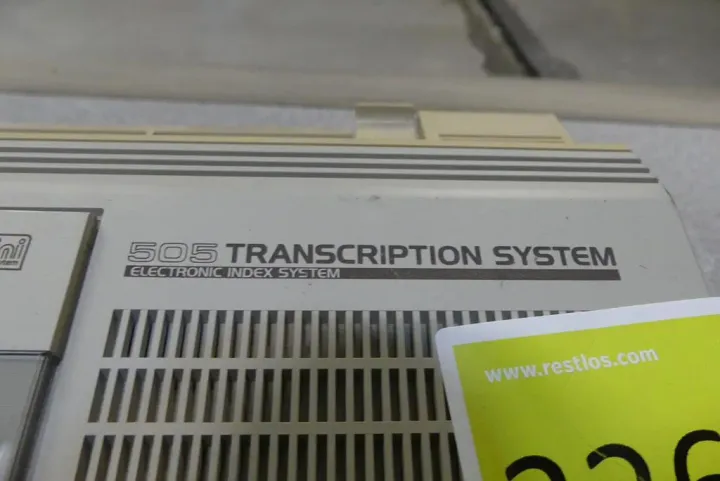 505 TRANSCRIPTION SYSTEM
ELECTRONIC INDEX SYSTEM
www.restlos.com